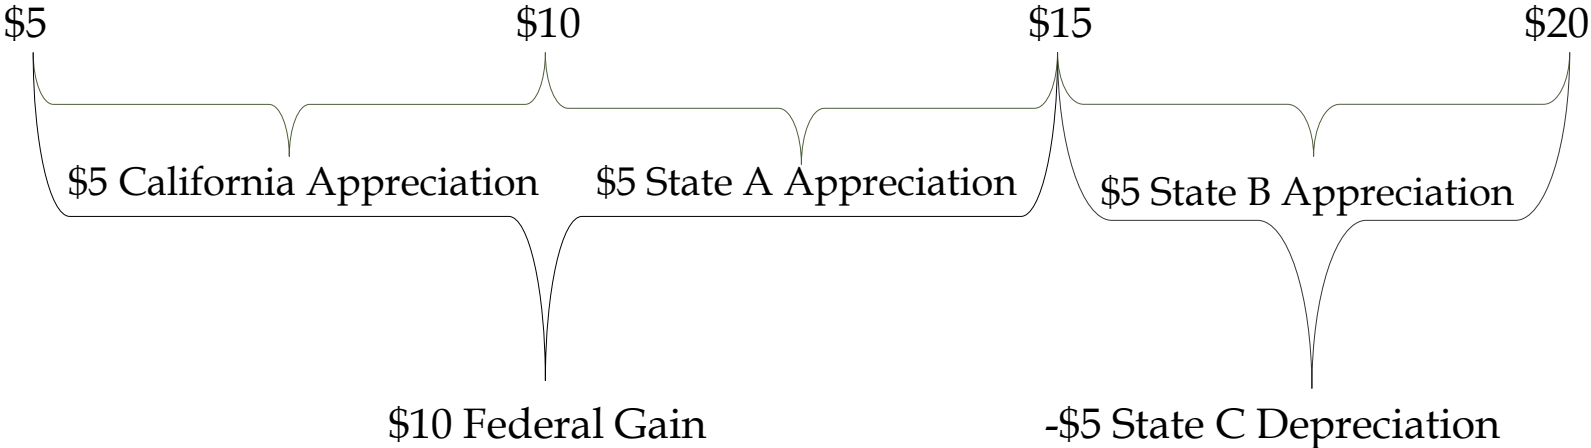 $5 $10 $15 $20
$5 California Appreciation $5 State A Appreciation $5 State B Appreciation
$10 Federal Gain -$5 State C Depreciation